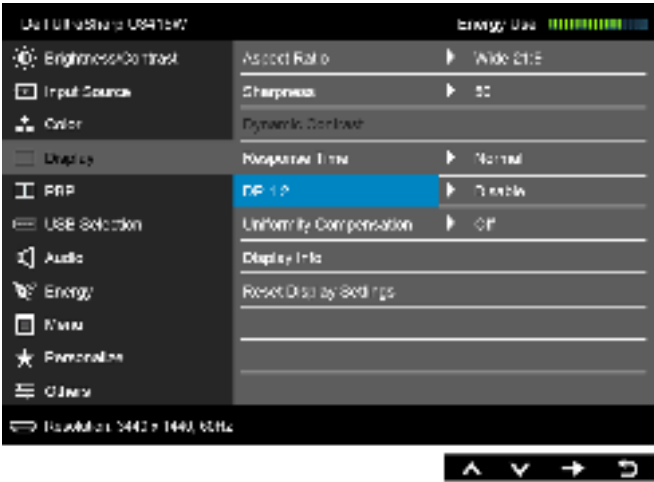 Dell UltraSharp U3415W
Energy Use
Brightness/Contrast
Aspect Ratio
Wide 21:9
Input Source
Sharpness
50
Color
Dynamic Contrast
Display
Response Time
Normal
PBP
DP 1.2
Disable
USB Selection
Uniformity Compensation
Off
Audio
Display Info
Energy
Reset Display Settings
Menu
Personalize
Others
Resolution: 3440 x 1440, 60Hz